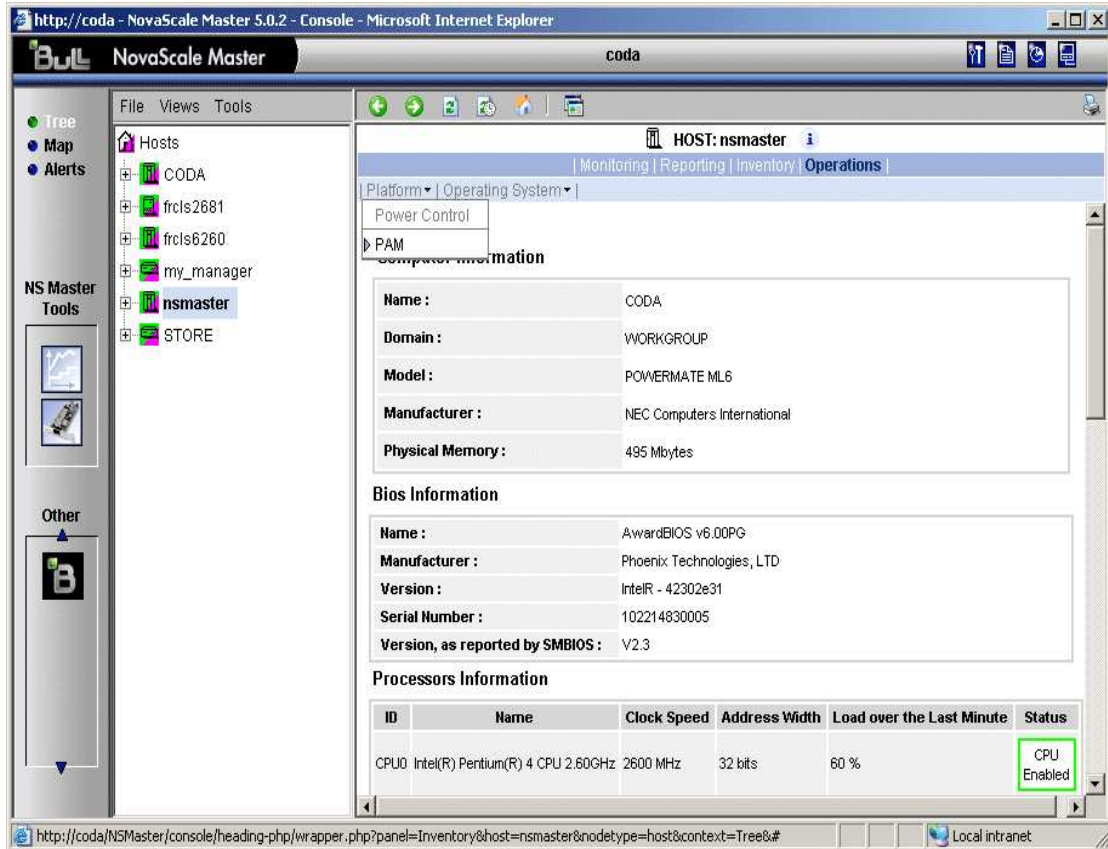 http://coda - NovaScale Master 5.0.2 - Console - Microsoft Internet Explorer
Bull NovaScale Master coda
File Views Tools
Tree
Map
Alerts
NS Master
Tools
Other
B
Hosts
CODA
frcls2681
frcls6260
my_manager
nsmaster
STORE
HOST: nsmaster i
| Monitoring | Reporting | Inventory | Operations |
| Platform | Operating System |
Power Control
PAM
Computer Information
Name : CODA
Domain : WORKGROUP
Model : POWERMATE ML6
Manufacturer : NEC Computers International
Physical Memory : 495 Mbytes
Bios Information
Name : AwardBIOS v6.00PG
Manufacturer : Phoenix Technologies, LTD
Version : IntelR - 42302e31
Serial Number : 102214830005
Version, as reported by SMBIOS : V2.3
Processors Information
ID Name Clock Speed Address Width Load over the Last Minute Status
CPU0 Intel(R) Pentium(R) 4 CPU 2.60GHz 2600 MHz 32 bits 60 % CPU Enabled
http://coda/NSMaster/console/heading-php/wrapper.php?panel=Inventory&host=nsmaster&nodetype=host&context=Tree&# Local intranet